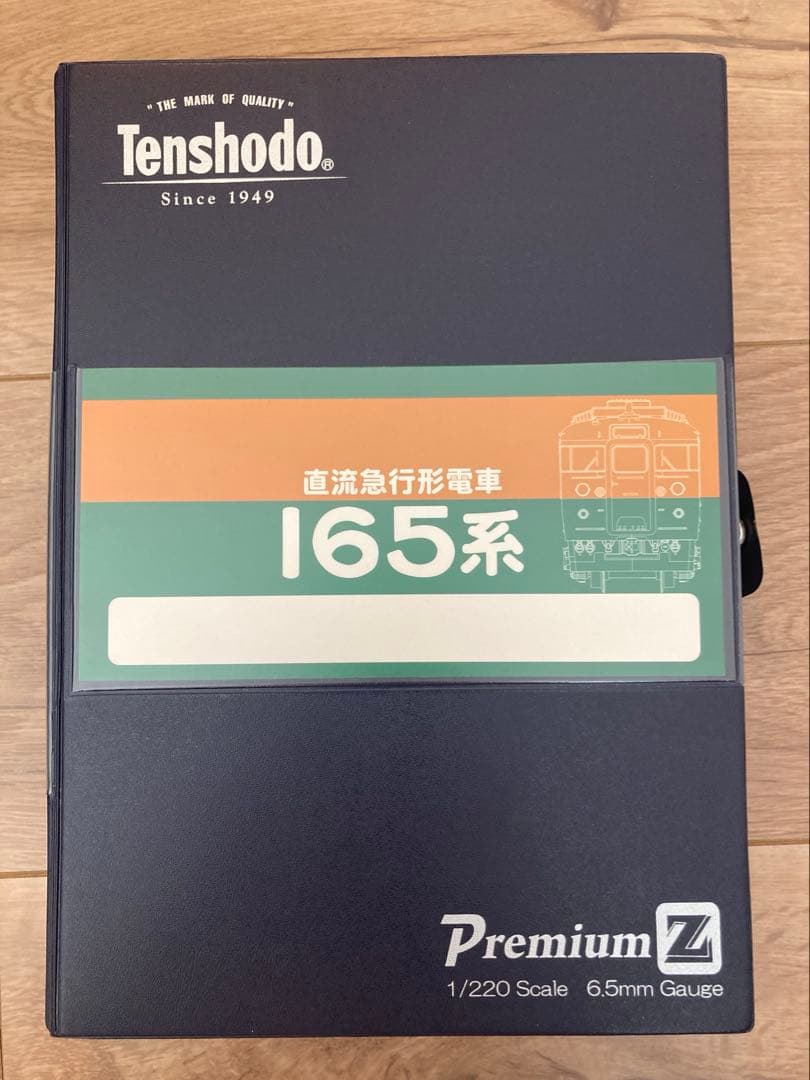 "THE MARK OF QUALITY"
Tenshodo®
Since 1949
直流急行形電車
165系
Premium Z
1/220 Scale 6.5mm Gauge